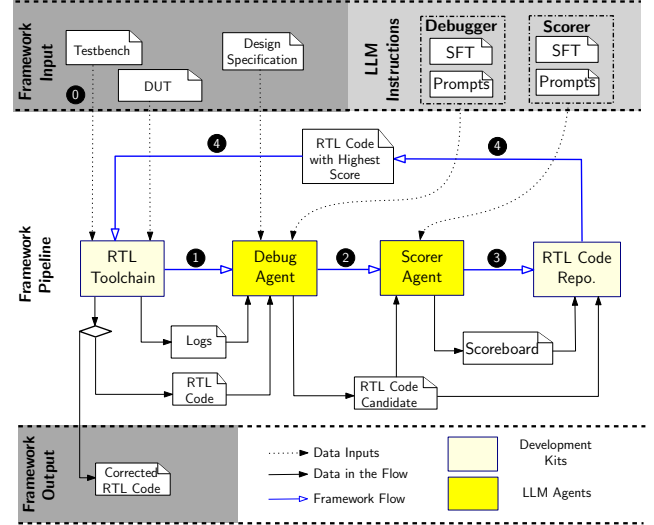 Framework
Input
Testbench
DUT
0
Design
Specification
LLM
Instructions
Debugger
SFT
Prompts
Scorer
SFT
Prompts
Framework
Pipeline
4
RTL Code
with Highest
Score
4
RTL
Toolchain
1
Debug
Agent
2
Scorer
Agent
3
RTL Code
Repo.
Logs
Scoreboard
RTL
Code
RTL Code
Candidate
Framework
Output
Corrected
RTL Code
Data Inputs
Data in the Flow
Framework Flow
Development
Kits
LLM Agents